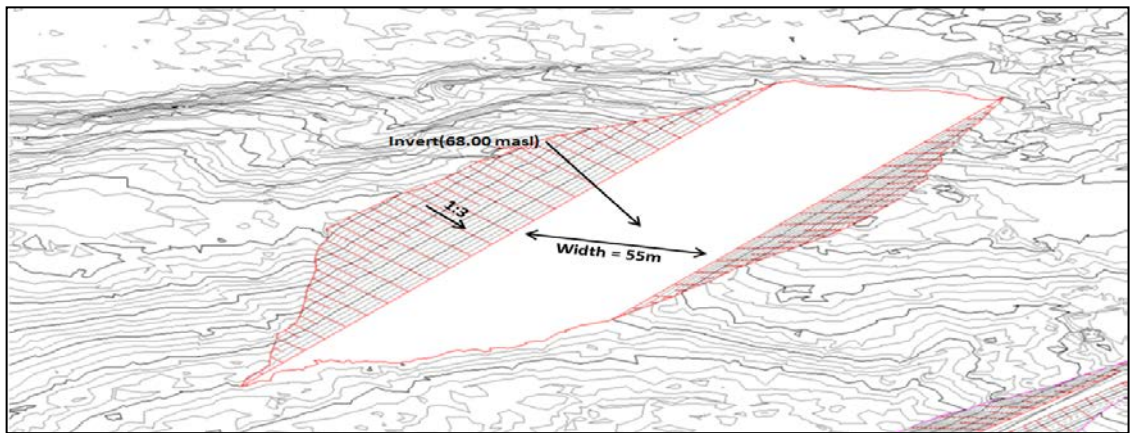 Invert(68.00 masl)
1:3
Width = 55m